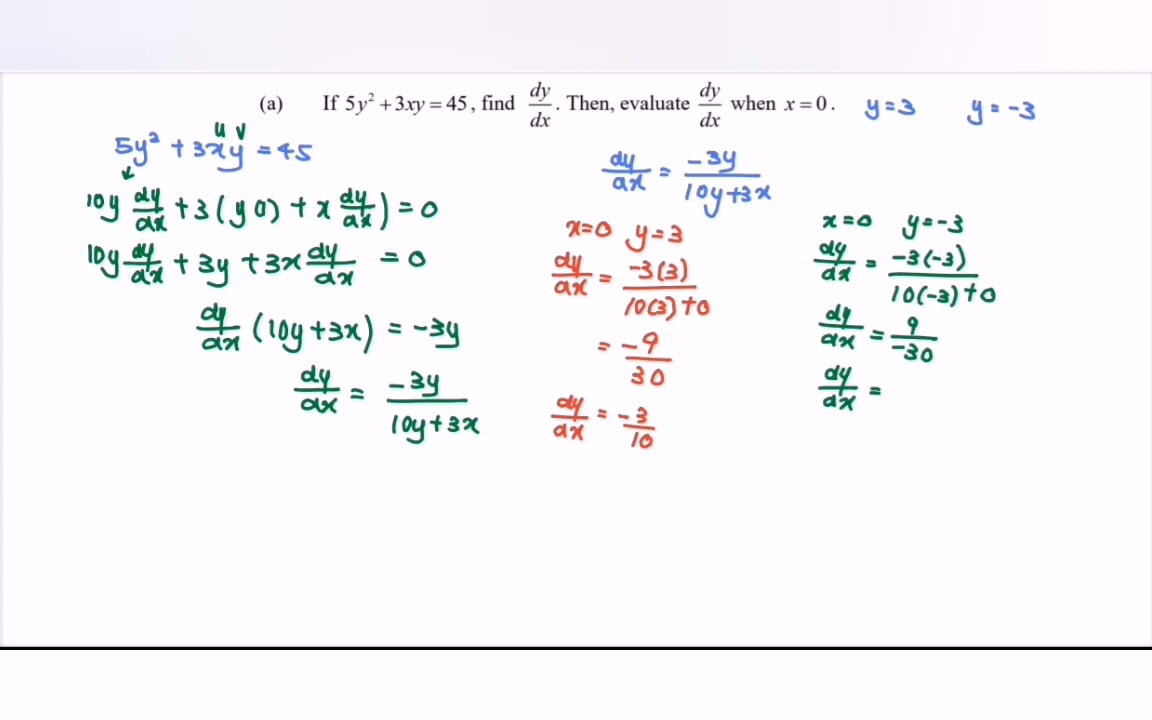 (a) If 5y² + 3xy = 45, find dy/dx. Then, evaluate dy/dx when x = 0. y = 3 y = -3
u v
5y² + 3xy = 45
10y dy/dx + 3(y(1) + x dy/dx) = 0
10y dy/dx + 3y + 3x dy/dx = 0
dy/dx (10y + 3x) = -3y
dy/dx = -3y/(10y + 3x)
dy/dx = -3y/(10y + 3x)
x=0 y=3
dy/dx = -3(3)/(10(3)+0)
= -9/30
dy/dx = -3/10
x=0 y=-3
dy/dx = -3(-3)/(10(-3)+0)
dy/dx = 9/-30
dy/dx =